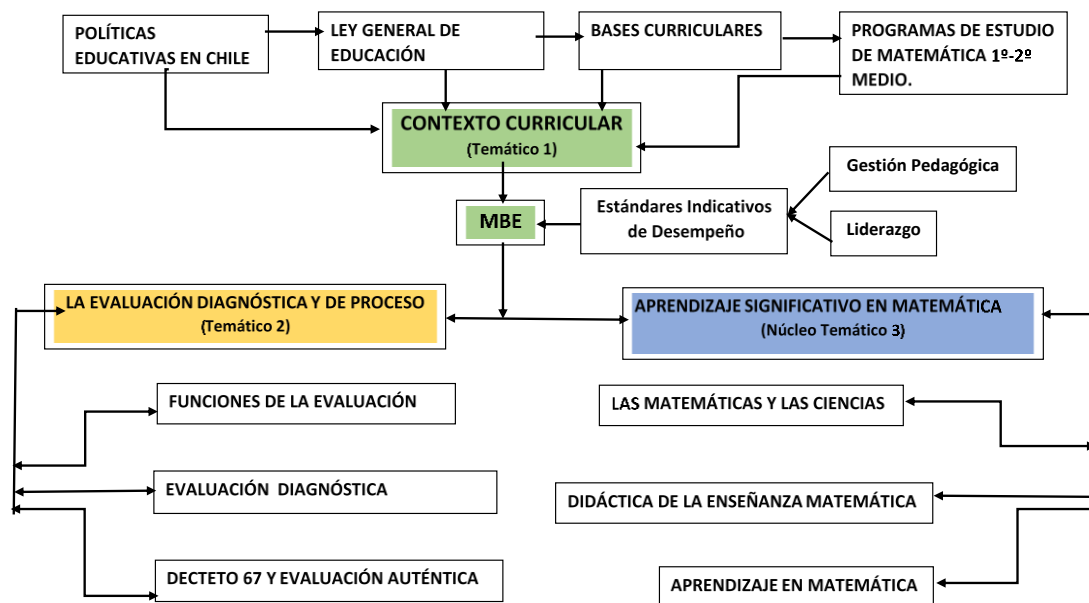 POLÍTICAS
EDUCATIVAS EN CHILE
LEY GENERAL DE
EDUCACIÓN
BASES CURRICULARES
PROGRAMAS DE ESTUDIO
DE MATEMÁTICA 1º-2º
MEDIO.
CONTEXTO CURRICULAR
(Temático 1)
Gestión Pedagógica
MBE
Estándares Indicativos
de Desempeño
Liderazgo
LA EVALUACIÓN DIAGNÓSTICA Y DE PROCESO
(Temático 2)
APRENDIZAJE SIGNIFICATIVO EN MATEMÁTICA
(Núcleo Temático 3)
FUNCIONES DE LA EVALUACIÓN
LAS MATEMÁTICAS Y LAS CIENCIAS
EVALUACIÓN DIAGNÓSTICA
DIDÁCTICA DE LA ENSEÑANZA MATEMÁTICA
DECTETO 67 Y EVALUACIÓN AUTÉNTICA
APRENDIZAJE EN MATEMÁTICA